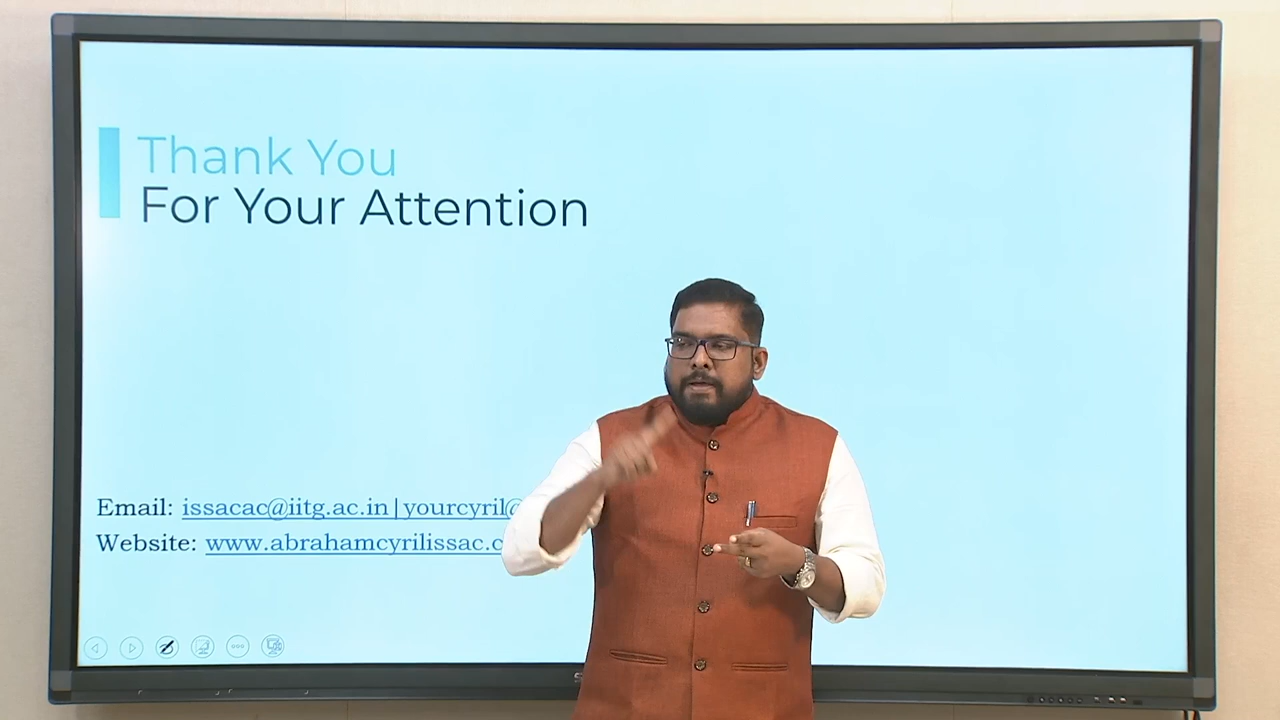 Thank You
For Your Attention
Email: issacac@iitg.ac.in|yourcyril@
Website: www.abrahamcyrilissac.c